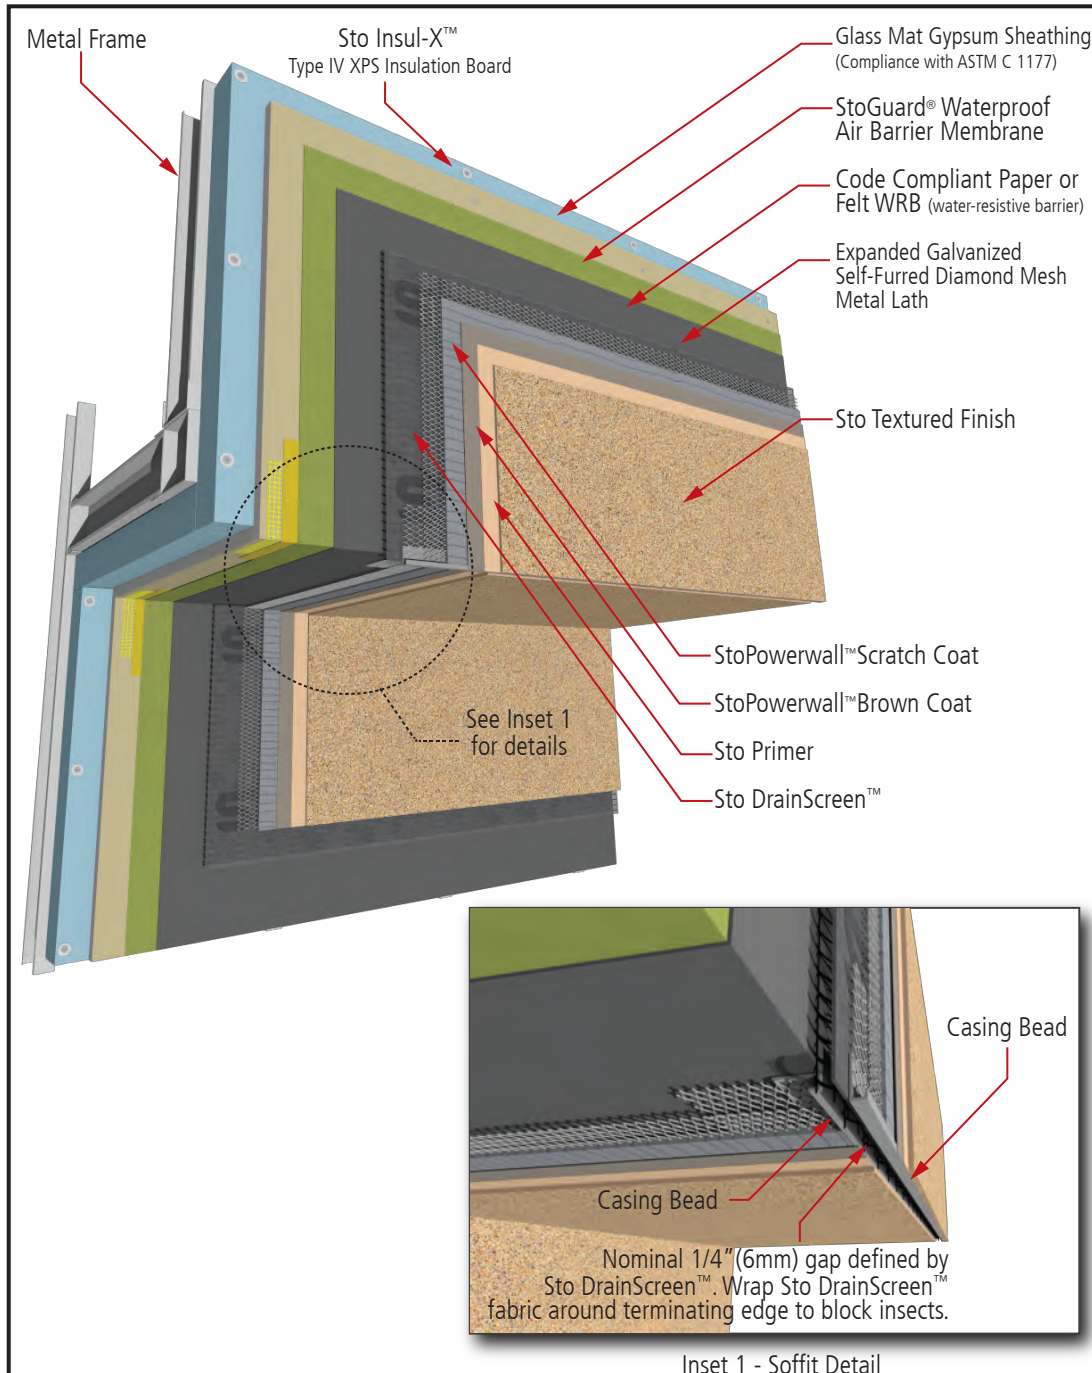 Metal Frame
Sto Insul-X™
Type IV XPS Insulation Board
Glass Mat Gypsum Sheathing
(Compliance with ASTM C 1177)
StoGuard® Waterproof
Air Barrier Membrane
Code Compliant Paper or
Felt WRB (water-resistive barrier)
Expanded Galvanized
Self-Furred Diamond Mesh
Metal Lath
Sto Textured Finish
StoPowerwall™ Scratch Coat
StoPowerwall™ Brown Coat
Sto Primer
Sto DrainScreen™
See Inset 1
for details
Casing Bead
Casing Bead
Nominal 1/4" (6mm) gap defined by
Sto DrainScreen™. Wrap Sto DrainScreen™
fabric around terminating edge to block insects.
Inset 1 - Soffit Detail